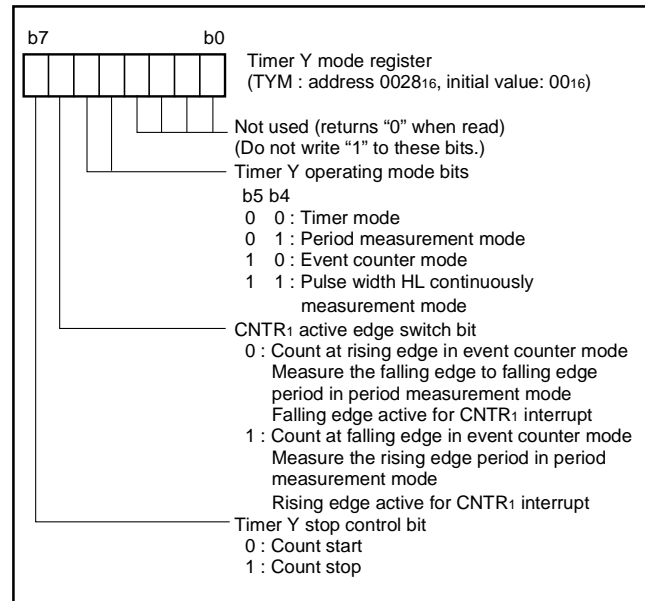 b7 b0
Timer Y mode register
(TYM : address 002816, initial value: 0016)
Not used (returns “0” when read)
(Do not write “1” to these bits.)
Timer Y operating mode bits
b5 b4
0 0 : Timer mode
0 1 : Period measurement mode
1 0 : Event counter mode
1 1 : Pulse width HL continuously
measurement mode
CNTR1 active edge switch bit
0 : Count at rising edge in event counter mode
Measure the falling edge to falling edge
period in period measurement mode
Falling edge active for CNTR1 interrupt
1 : Count at falling edge in event counter mode
Measure the rising edge period in period
measurement mode
Rising edge active for CNTR1 interrupt
Timer Y stop control bit
0 : Count start
1 : Count stop